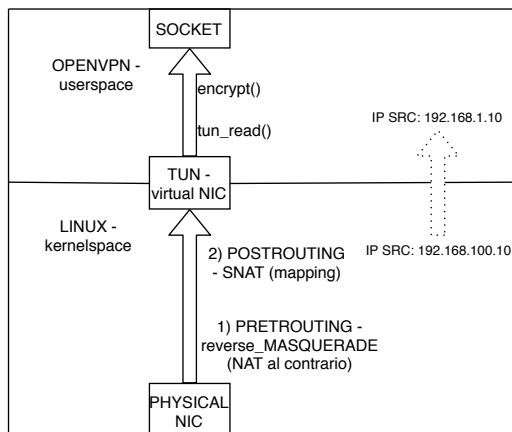 SOCKET
OPENVPN -
userspace
encrypt()
tun_read()
IP SRC: 192.168.1.10
TUN -
virtual NIC
LINUX -
kernelspace
2) POSTROUTING
- SNAT (mapping)
IP SRC: 192.168.100.10
1) PRETROUTING -
reverse_MASQUERADE
(NAT al contrario)
PHYSICAL
NIC